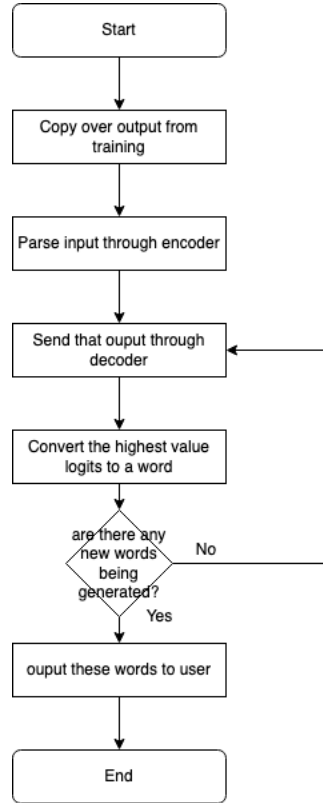 Start
Copy over output from
training
Parse input through encoder
Send that ouput through
decoder
Convert the highest value
logits to a word
are there any
new words
being
generated?
No
Yes
ouput these words to user
End